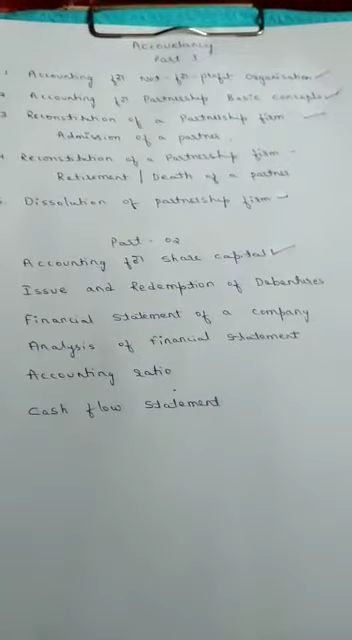 Accountancy
Part 1
1 Accounting for Not-for-profit Organisation ✓
2 Accounting for Partnership Basic concepts ✓
3 Reconstitution of a Partnership firm
Admission of a partner
4 Reconstitution of a Partnership firm -
Retirement / Death of a partner
5. Dissolution of partnership firm -
Part - 02
Accounting for share capital ✓
Issue and Redemption of Debentures
Financial statement of a company
Analysis of financial statement
Accounting ratio
Cash flow statement